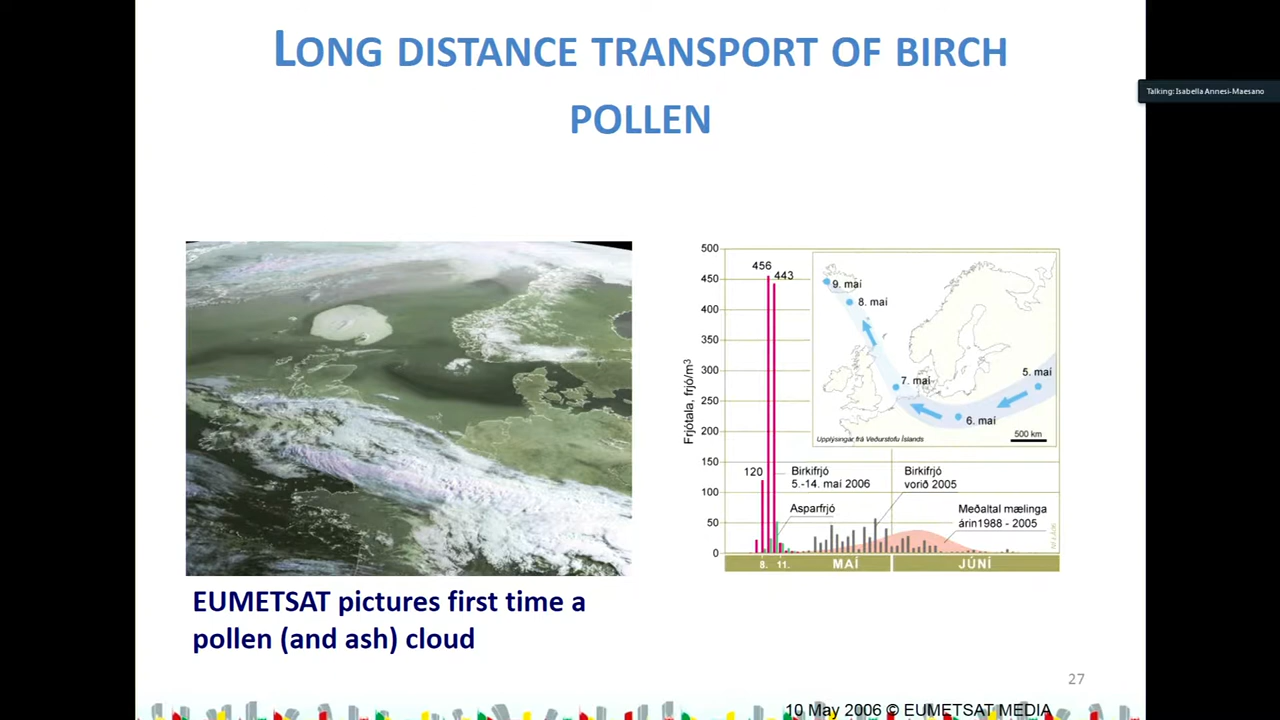 LONG DISTANCE TRANSPORT OF BIRCH
POLLEN
Talking: Isabella Annesi-Maesano
500
450
400
350
300
250
200
150
100
50
0
Frjótala, frjó/m³
456
443
120
9. maí
8. maí
7. maí
5. maí
6. maí
Upplýsingar frá Veðurstofu Íslands
500 km
Birkifrjó
5.-14. maí 2006
Birkifrjó
vorið 2005
Asparfrjó
Meðaltal mælinga
árin1988 - 2005
8. 11. MAÍ JÚNÍ
EUMETSAT pictures first time a
pollen (and ash) cloud
27
10 May 2006 © EUMETSAT MEDIA